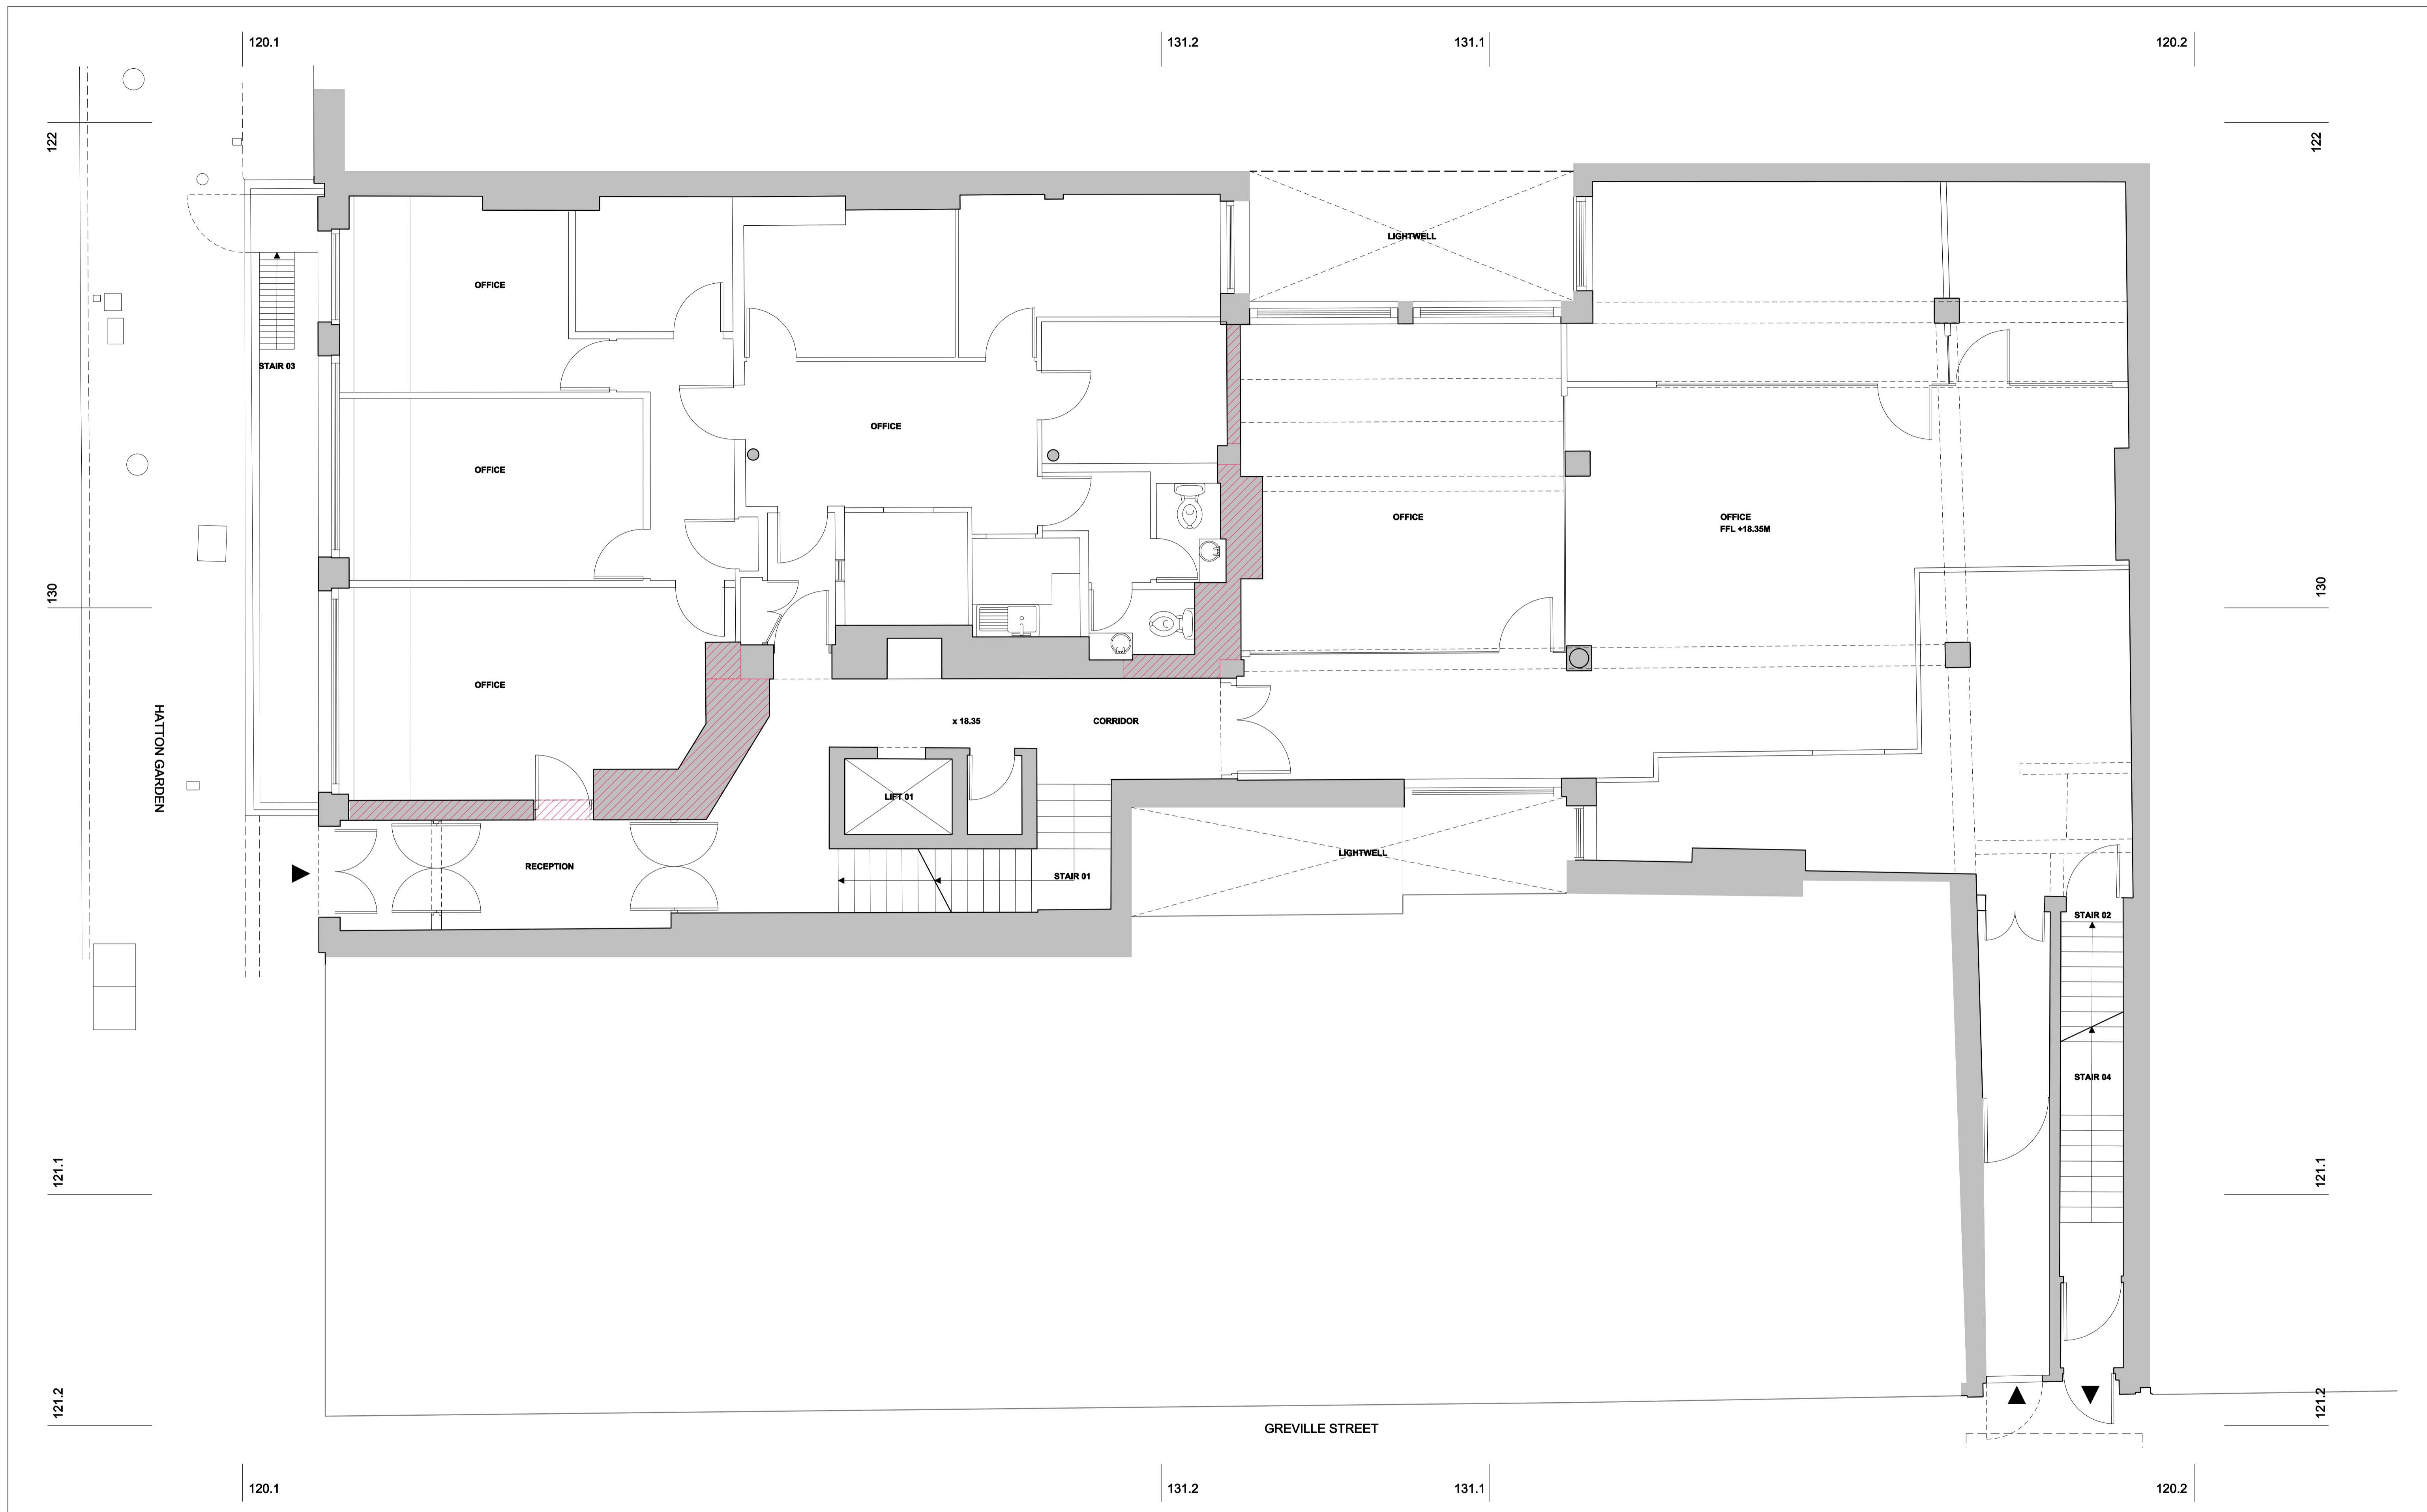 120.1
131.2
131.1
120.2
122
122
LIGHTWELL
OFFICE
STAIR 03
OFFICE
OFFICE
OFFICE
OFFICE
FFL +18.35M
130
130
OFFICE
HATTON GARDEN
x 18.35
CORRIDOR
LIFT 01
LIGHTWELL
RECEPTION
STAIR 01
STAIR 02
STAIR 04
121.1
121.1
121.2
121.2
GREVILLE STREET
120.1
131.2
131.1
120.2